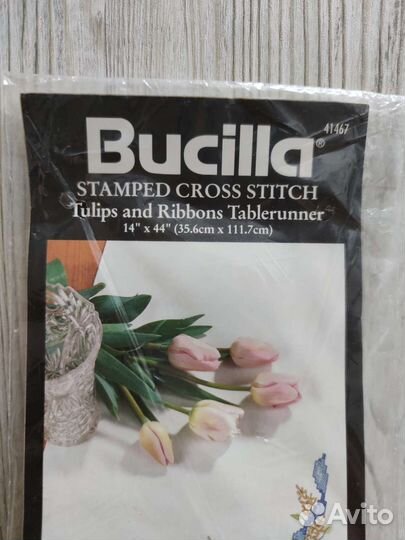 41467
Bucilla®
STAMPED CROSS STITCH
Tulips and Ribbons Tablerunner
14" x 44" (35.6cm x 111.7cm)
Avito